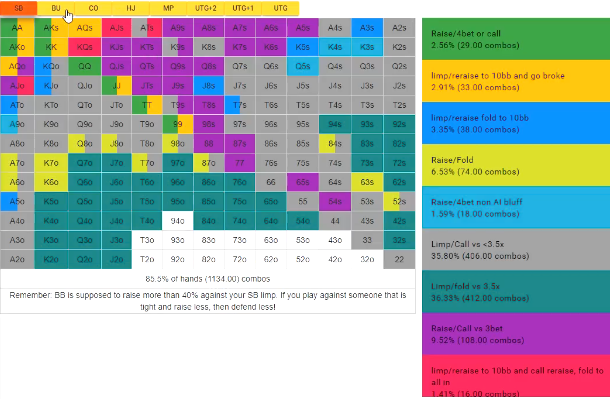 SB BU CO HJ MP UTG+2 UTG+1 UTG
AA AKs AQs AJs ATs A9s A8s A7s A6s A5s A4s A3s A2s
AKo KK KQs KJs KTs K9s K8s K7s K6s K5s K4s K3s K2s
AQo KQo QQ QJs QTs Q9s Q8s Q7s Q6s Q5s Q4s Q3s Q2s
AJo KJo QJo JJ JTs J9s J8s J7s J6s J5s J4s J3s J2s
ATo KTo QTo JTo TT T9s T8s T7s T6s T5s T4s T3s T2s
A9o K9o Q9o J9o T9o 99 98s 97s 96s 95s 94s 93s 92s
A8o K8o Q8o J8o T8o 98o 88 87s 86s 85s 84s 83s 82s
A7o K7o Q7o J7o T7o 97o 87o 77 76s 75s 74s 73s 72s
A6o K6o Q6o J6o T6o 96o 86o 76o 66 65s 64s 63s 62s
A5o K5o Q5o J5o T5o 95o 85o 75o 65o 55 54s 53s 52s
A4o K4o Q4o J4o T4o 94o 84o 74o 64o 54o 44 43s 42s
A3o K3o Q3o J3o T3o 93o 83o 73o 63o 53o 43o 33 32s
A2o K2o Q2o J2o T2o 92o 82o 72o 62o 52o 42o 32o 22
85.5% of hands (1134.00) combos
Remember: BB is supposed to raise more than 40% against your SB limp. If you play against someone that is
tight and raise less, then defend less!
Raise/4bet or call
2.56% (29.00 combos)
limp/reraise to 10bb and go broke
2.91% (33.00 combos)
limp/reraise fold to 10bb
3.35% (38.00 combos)
Raise/Fold
6.53% (74.00 combos)
Raise/4bet non AI bluff
1.59% (18.00 combos)
Limp/Call vs <3.5x
35.80% (406.00 combos)
Limp/fold vs 3.5x
36.33% (412.00 combos)
Raise/Call vs 3bet
9.52% (108.00 combos)
limp/reraise to 10bb and call reraise, fold to
all in
1.41% (16.00 combos)